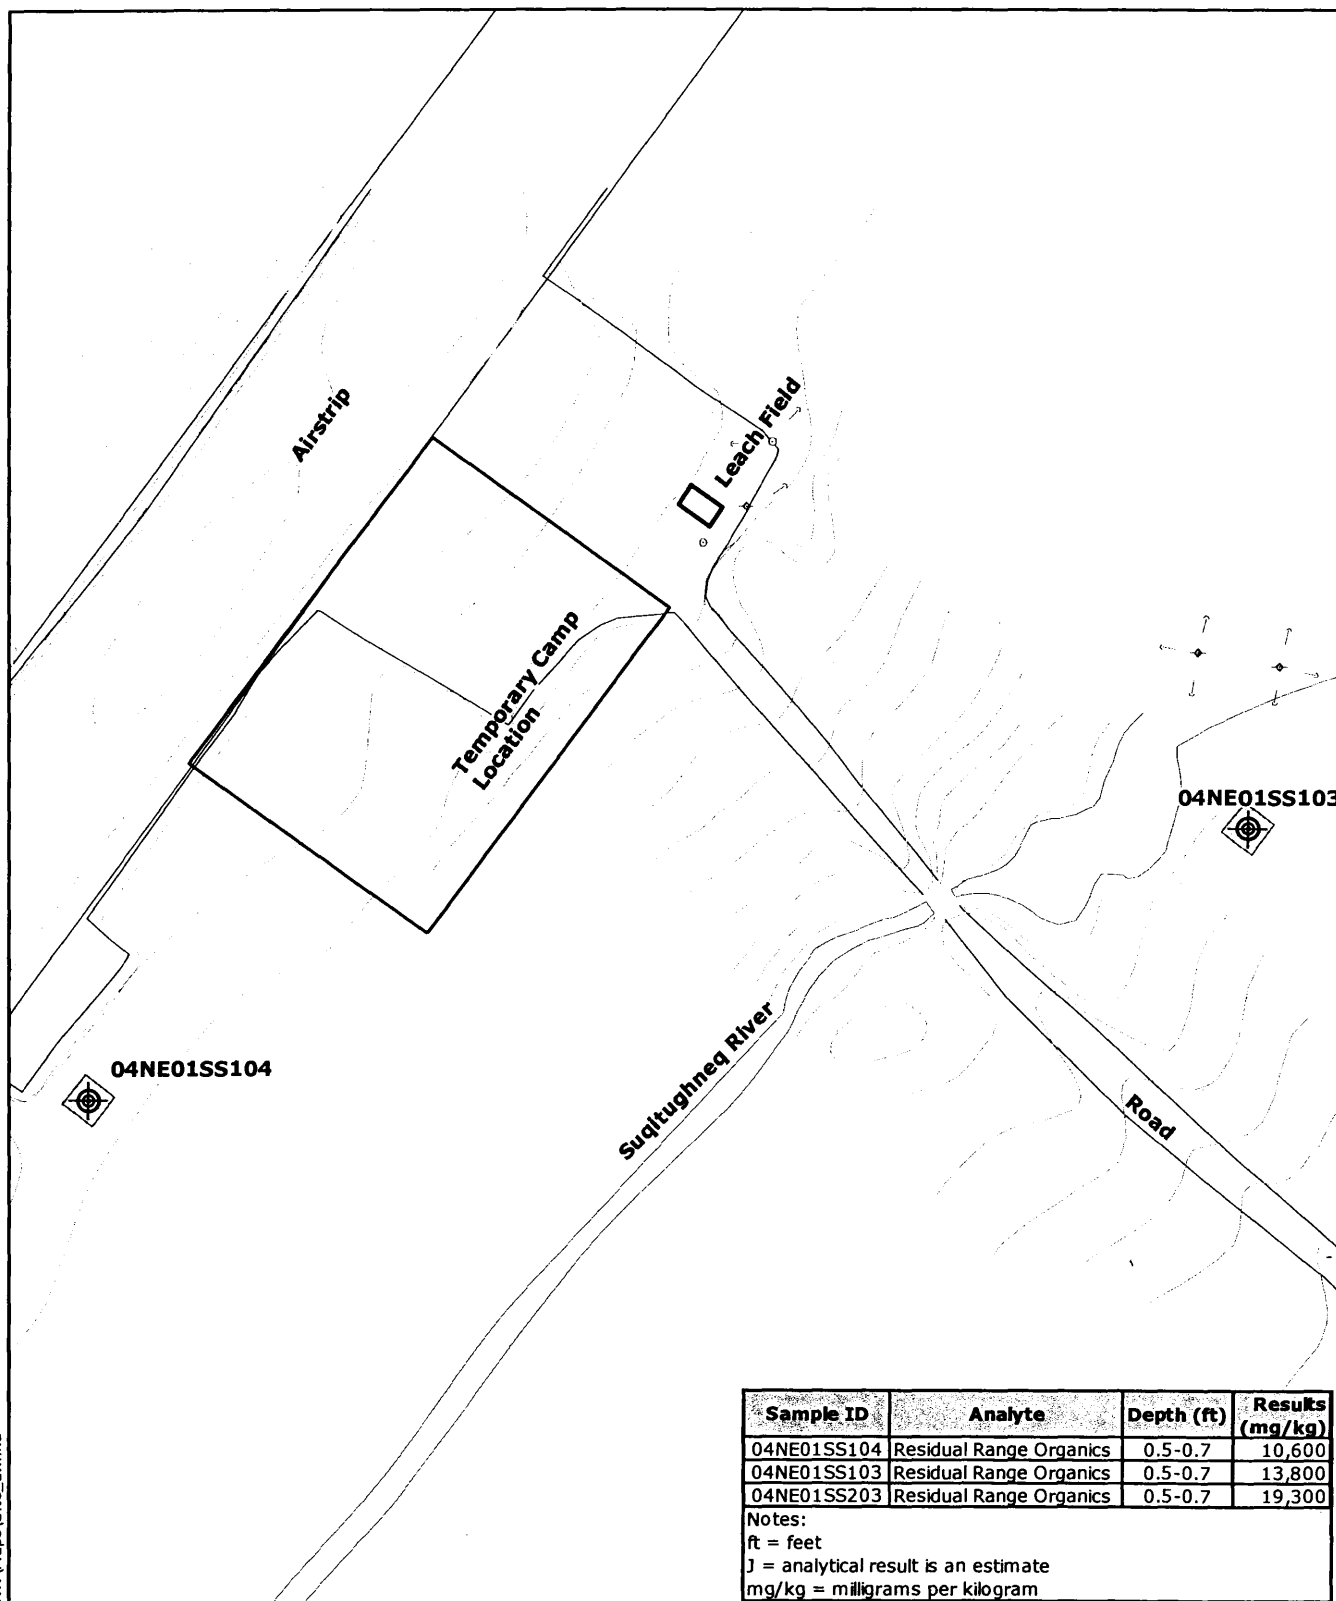 Airstrip
Leach Field
Temporary Camp
Location
04NE01SS103
04NE01SS104
Suqitughneq River
Road
Sample ID Analyte Depth (ft) Results (mg/kg)
04NE01SS104 Residual Range Organics 0.5-0.7 10,600
04NE01SS103 Residual Range Organics 0.5-0.7 13,800
04NE01SS203 Residual Range Organics 0.5-0.7 19,300
Notes:
ft = feet
J = analytical result is an estimate
mg/kg = milligrams per kilogram